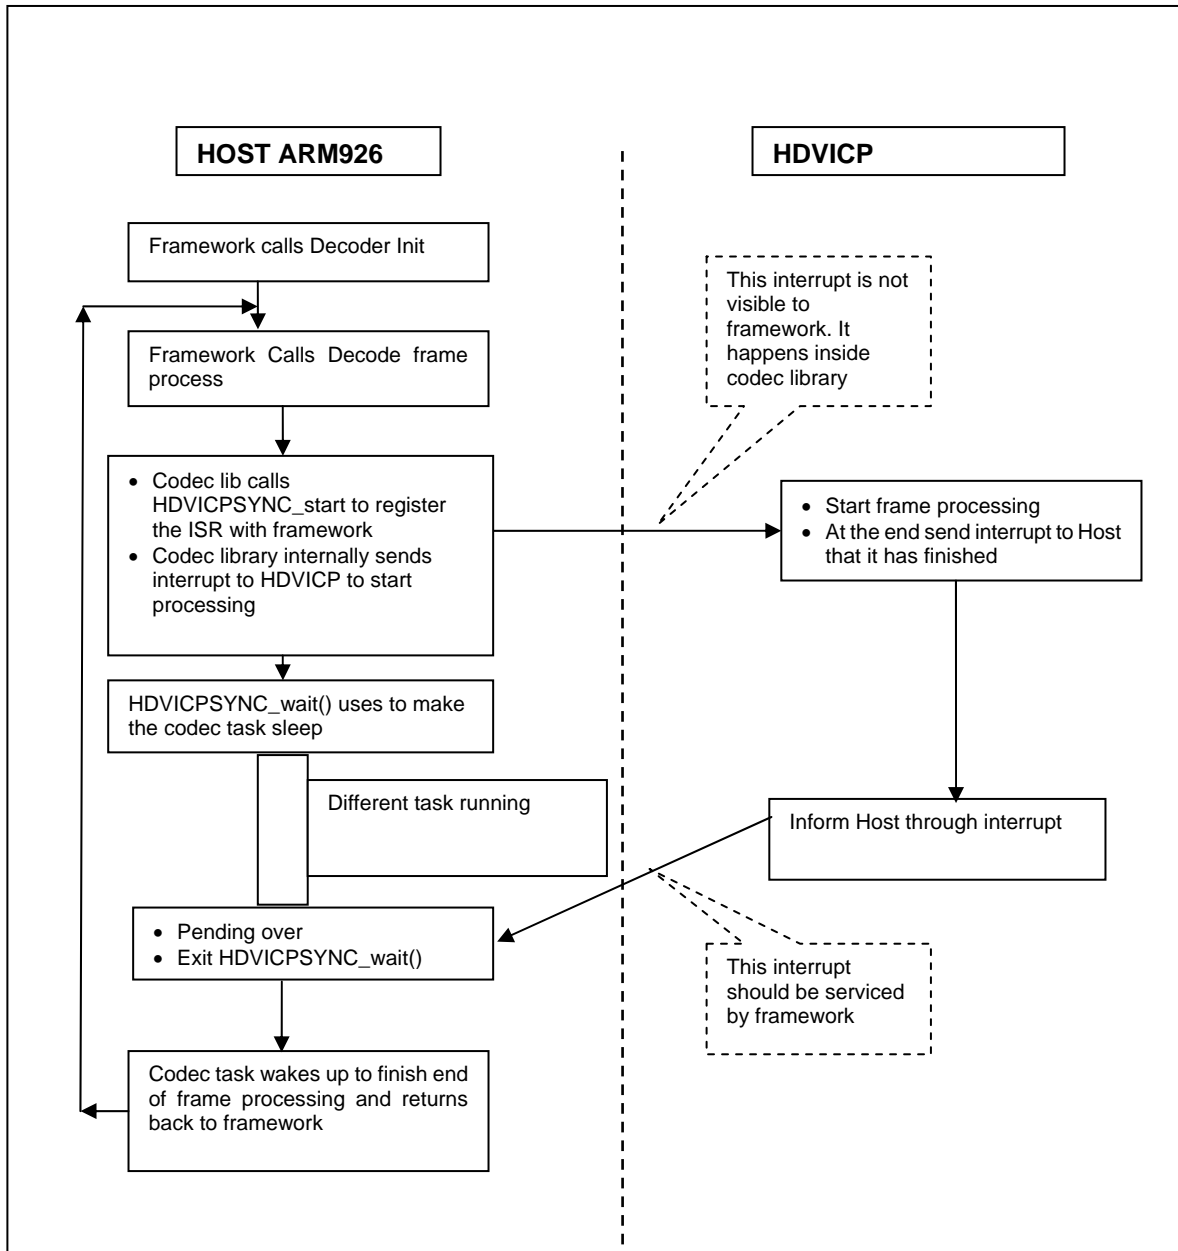 HOST ARM926
HDVICP
Framework calls Decoder Init
This interrupt is not
visible to
framework. It
happens inside
codec library
Framework Calls Decode frame
process
• Codec lib calls
HDVICPSYNC_start to register
the ISR with framework
• Codec library internally sends
interrupt to HDVICP to start
processing
• Start frame processing
• At the end send interrupt to Host
that it has finished
HDVICPSYNC_wait() uses to make
the codec task sleep
Different task running
Inform Host through interrupt
• Pending over
• Exit HDVICPSYNC_wait()
This interrupt
should be serviced
by framework
Codec task wakes up to finish end
of frame processing and returns
back to framework